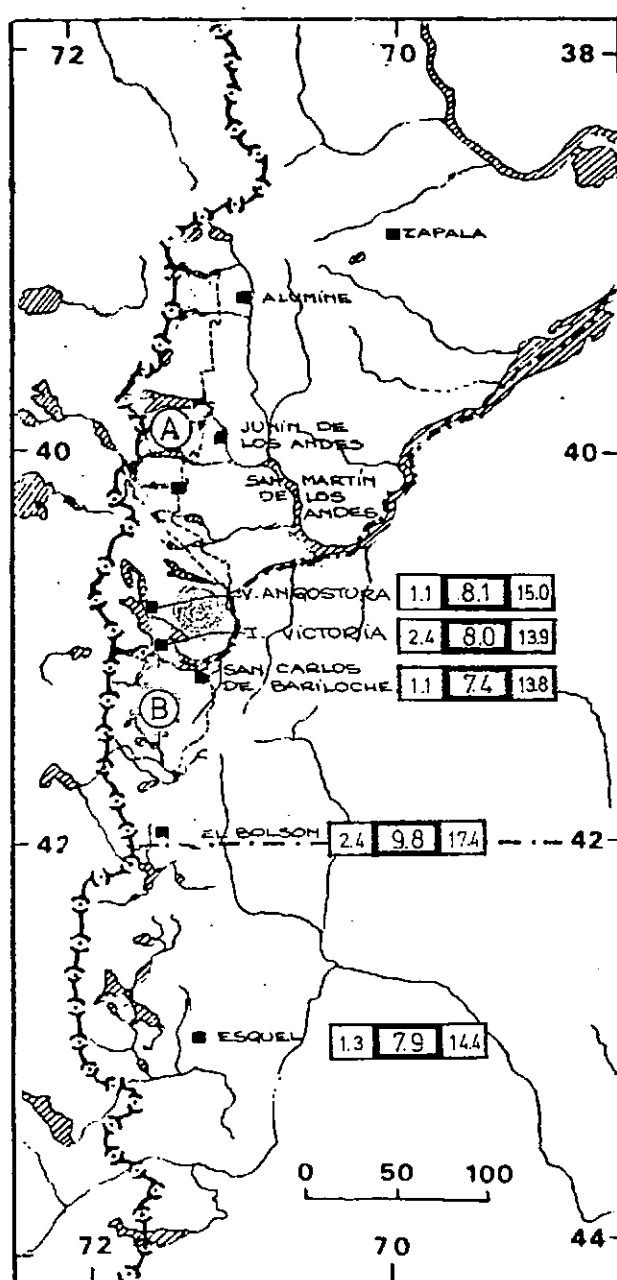 72 70 38
ZAPALA
ALUMINE
A
JUNÍN DE
LOS ANDES
40 40
SAN MARTÍN
DE LOS
ANDES
V. ANGOSTURA 1.1 8.1 15.0
I. VICTORIA 2.4 8.0 13.9
SAN CARLOS
DE BARILOCHE 1.1 7.4 13.8
B
EL BOLSON 2.4 9.8 17.4
42 42
ESQUEL 1.3 7.9 14.4
0 50 100
72 70 44